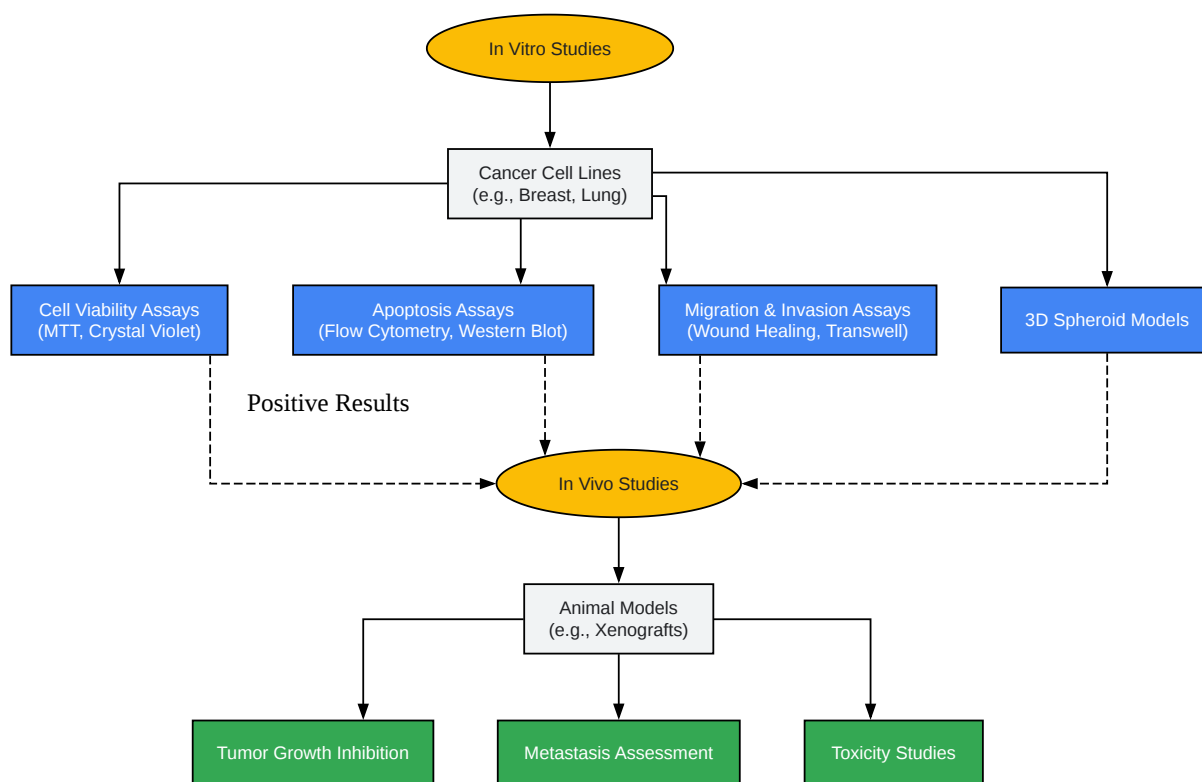 In Vitro Studies
Cancer Cell Lines
(e.g., Breast, Lung)
Cell Viability Assays
(MTT, Crystal Violet)
Apoptosis Assays
(Flow Cytometry, Western Blot)
Migration & Invasion Assays
(Wound Healing, Transwell)
3D Spheroid Models
Positive Results
In Vivo Studies
Animal Models
(e.g., Xenografts)
Tumor Growth Inhibition
Metastasis Assessment
Toxicity Studies